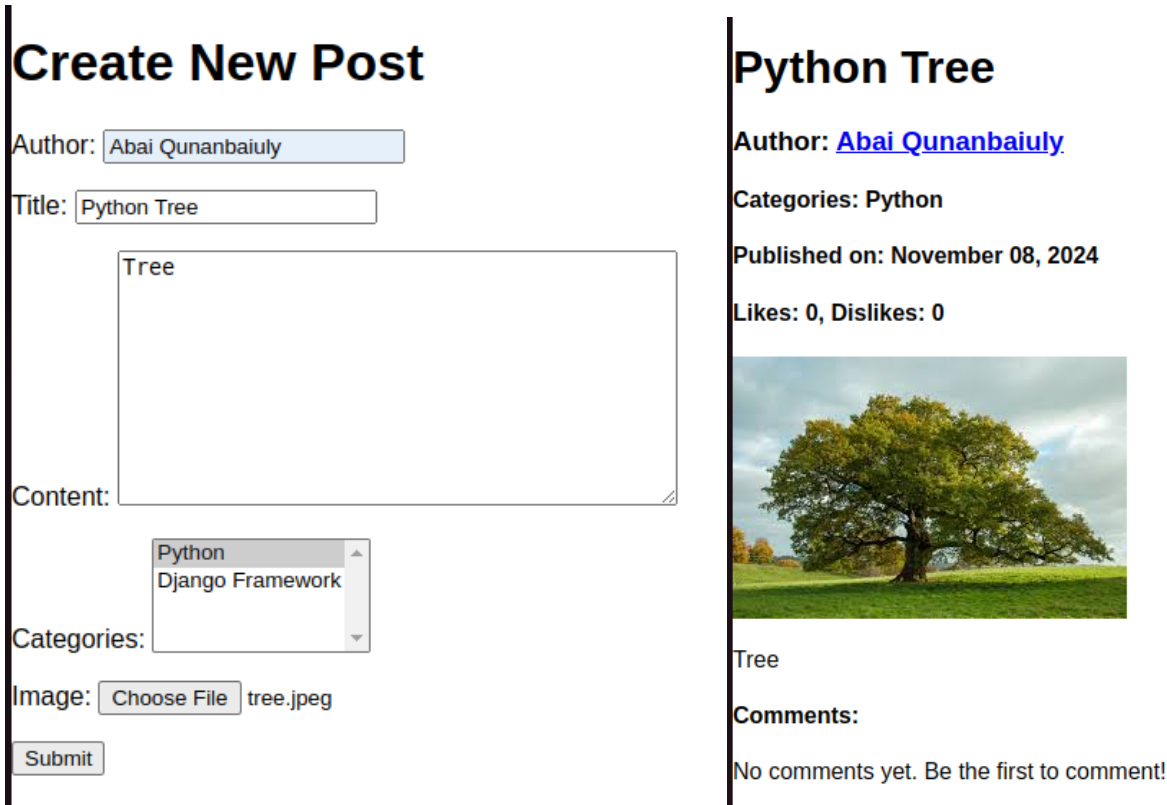 Create New Post
Author: Abai Qunanbaiuly
Title: Python Tree
Tree
Content:
Python
Django Framework
Categories:
Image: Choose File tree.jpeg
Submit
Python Tree
Author: Abai Qunanbaiuly
Categories: Python
Published on: November 08, 2024
Likes: 0, Dislikes: 0
Tree
Comments:
No comments yet. Be the first to comment!